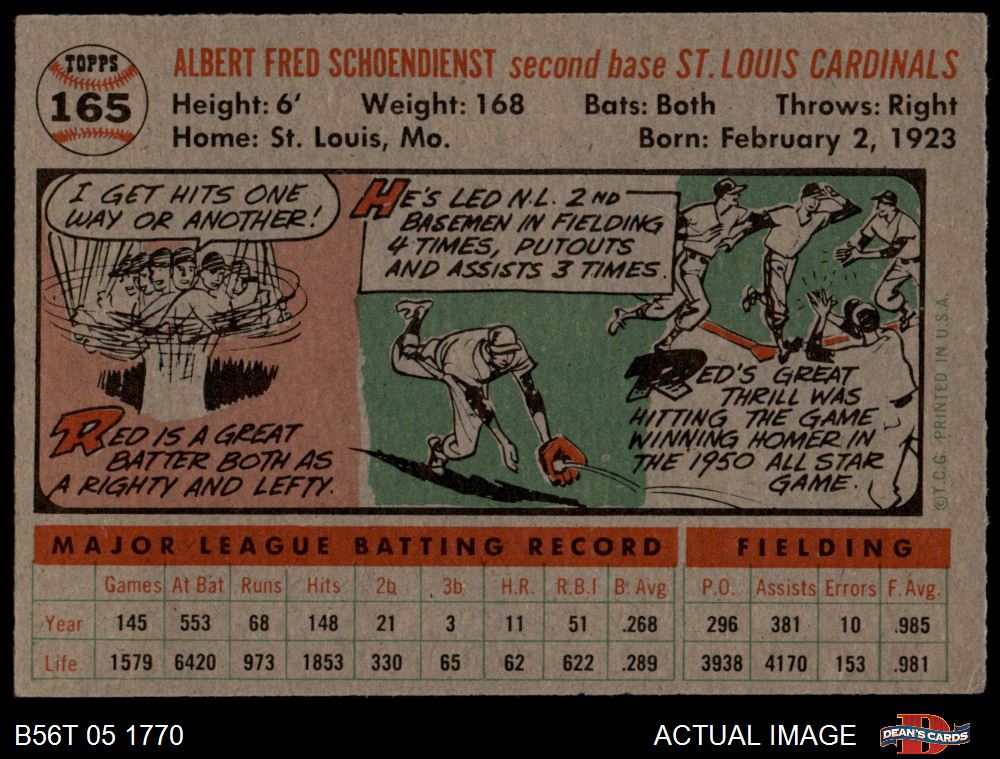 TOPPS
165
ALBERT FRED SCHOENDIENST second base ST. LOUIS CARDINALS
Height: 6' Weight: 168 Bats: Both Throws: Right
Home: St. Louis, Mo. Born: February 2, 1923
I GET HITS ONE
WAY OR ANOTHER!
RED IS A GREAT
BATTER BOTH AS
A RIGHTY AND LEFTY.
HE'S LED N.L. 2ND
BASEMEN IN FIELDING
4 TIMES, PUTOUTS
AND ASSISTS 3 TIMES.
RED'S GREAT
THRILL WAS
HITTING THE GAME
WINNING HOMER IN
THE 1950 ALL STAR
GAME.
©T.C.G. PRINTED IN U.S.A.
MAJOR LEAGUE BATTING RECORD FIELDING
Games At Bat Runs Hits 2b 3b H.R. R.B.I B. Avg P.O. Assists Errors F. Avg.
Year 145 553 68 148 21 3 11 51 .268 296 381 10 .985
Life 1579 6420 973 1853 330 65 62 622 .289 3938 4170 153 .981
B56T 05 1770 ACTUAL IMAGE DEAN'S CARDS